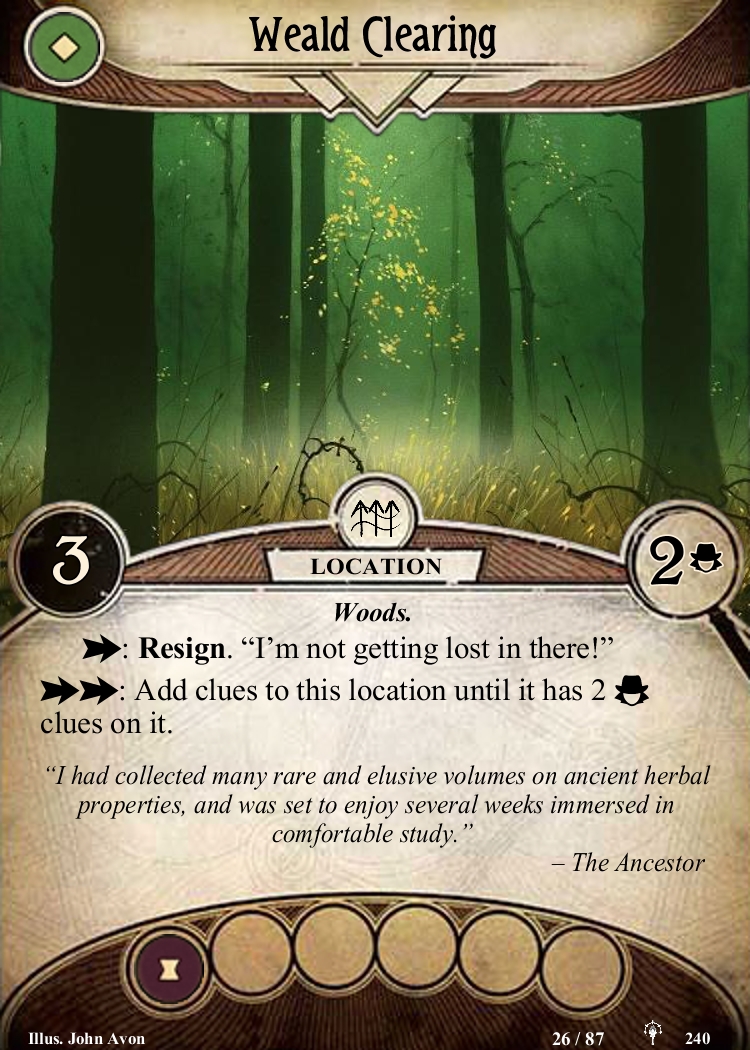 Weald Clearing
3
2
LOCATION
Woods.
: Resign. “I’m not getting lost in there!”
: Add clues to this location until it has 2
clues on it.
“I had collected many rare and elusive volumes on ancient herbal
properties, and was set to enjoy several weeks immersed in
comfortable study.”
– The Ancestor
Illus. John Avon
26 / 87
240